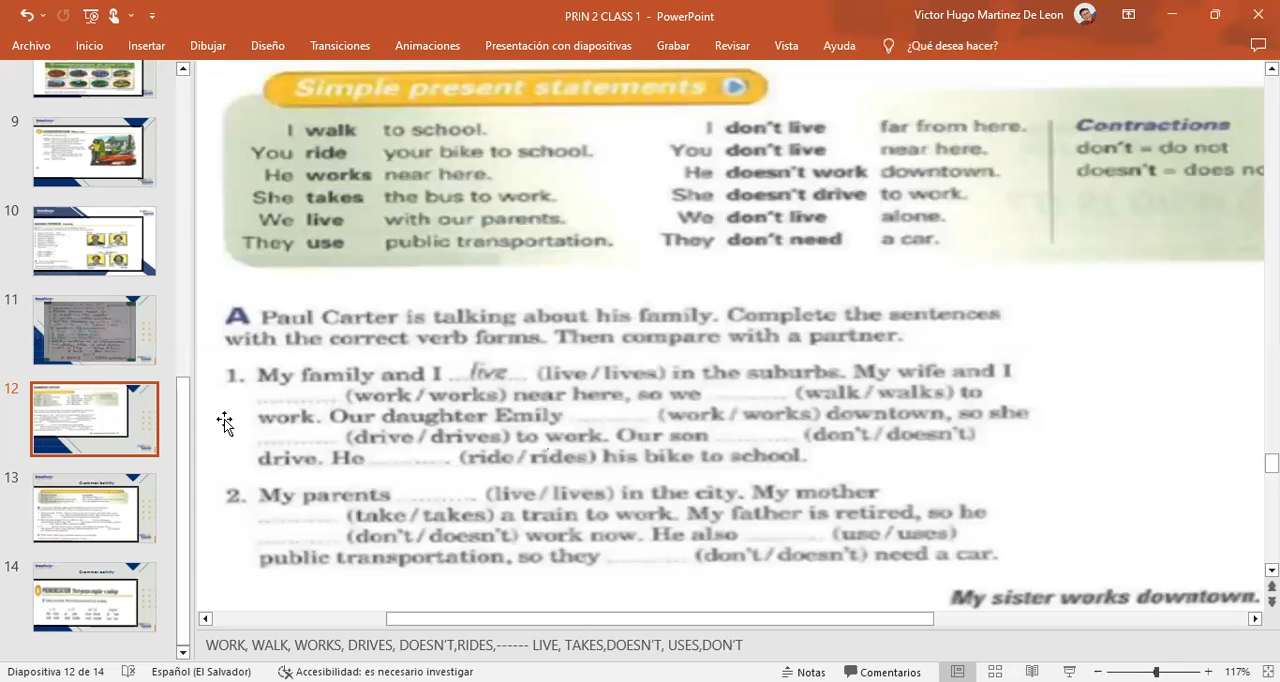 PRIN 2 CLASS 1 - PowerPoint
Victor Hugo Martinez De Leon
Archivo Inicio Insertar Dibujar Diseño Transiciones Animaciones Presentación con diapositivas Grabar Revisar Vista Ayuda ¿Qué desea hacer?
9
10
11
12
13
14
Simple present statements
I walk to school.
You ride your bike to school.
He works near here.
She takes the bus to work.
We live with our parents.
They use public transportation.
I don't live far from here.
You don't live near here.
He doesn't work downtown.
She doesn't drive to work.
We don't live alone.
They don't need a car.
Contractions
don't = do not
doesn't = does no
A Paul Carter is talking about his family. Complete the sentences
with the correct verb forms. Then compare with a partner.
1. My family and I ...live... (live/lives) in the suburbs. My wife and I
.......... (work/works) near here, so we .......... (walk/walks) to
work. Our daughter Emily .......... (work/works) downtown, so she
.......... (drive/drives) to work. Our son .......... (don't/doesn't)
drive. He .......... (ride/rides) his bike to school.
2. My parents .......... (live/lives) in the city. My mother
.......... (take/takes) a train to work. My father is retired, so he
.......... (don't/doesn't) work now. He also .......... (use/uses)
public transportation, so they .......... (don't/doesn't) need a car.
My sister works downtown.
WORK, WALK, WORKS, DRIVES, DOESN'T,RIDES,------ LIVE, TAKES,DOESN'T, USES,DON'T
Diapositiva 12 de 14 Español (El Salvador) Accesibilidad: es necesario investigar Notas Comentarios 117%